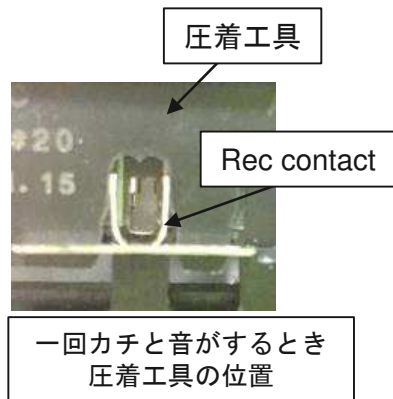 圧着工具
#20
.15
Rec contact
一回カチと音がするとき
圧着工具の位置